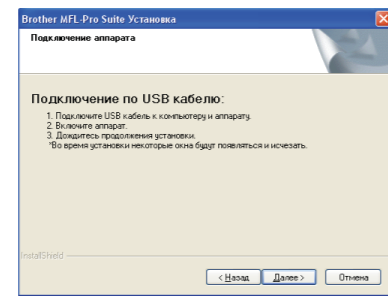 Brother MFL-Pro Suite Установка
Подключение аппарата
Подключение по USB кабелю:
1. Подключите USB кабель к компьютеру и аппарату.
2. Включите аппарат.
3. Дождитесь продолжения установки.
*Во время установки некоторые окна будут появляться и исчезать.
InstallShield
< Назад
Далее >
Отмена